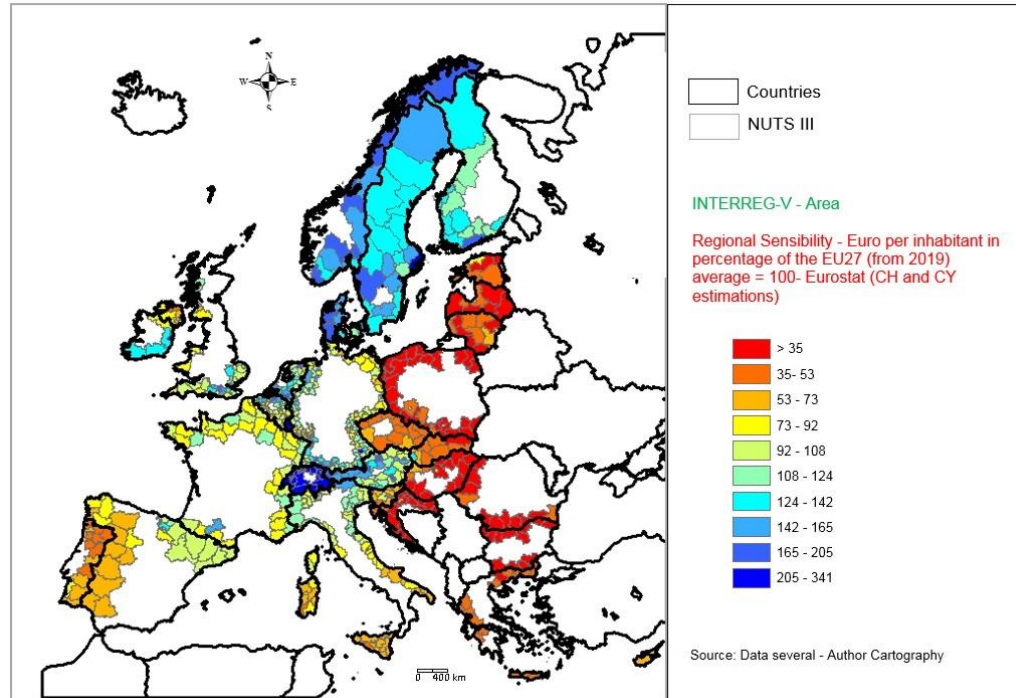 N
W E
S
0 400 km
Countries
NUTS III
INTERREG-V - Area
Regional Sensibility - Euro per inhabitant in
percentage of the EU27 (from 2019)
average = 100- Eurostat (CH and CY
estimations)
> 35
35- 53
53 - 73
73 - 92
92 - 108
108 - 124
124 - 142
142 - 165
165 - 205
205 - 341
Source: Data several - Author Cartography